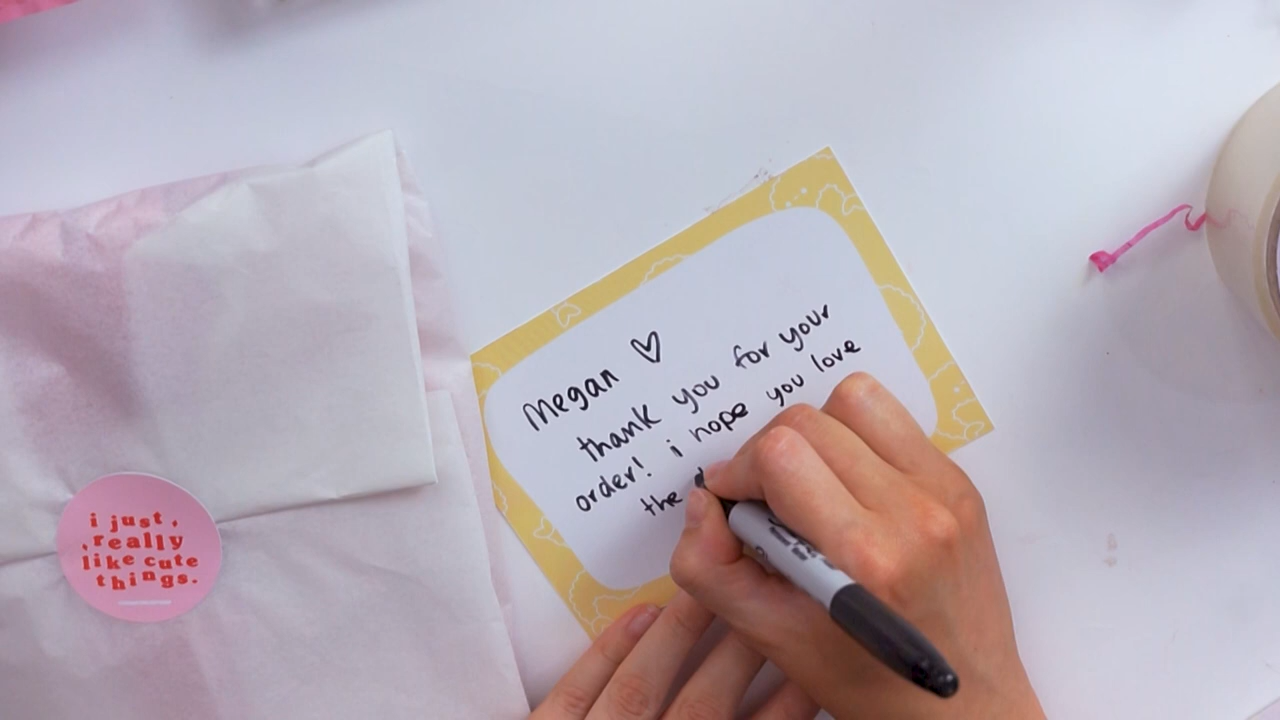 Megan ♡
thank you for your
order! i hope you love
the
i just
really
like cute
things.